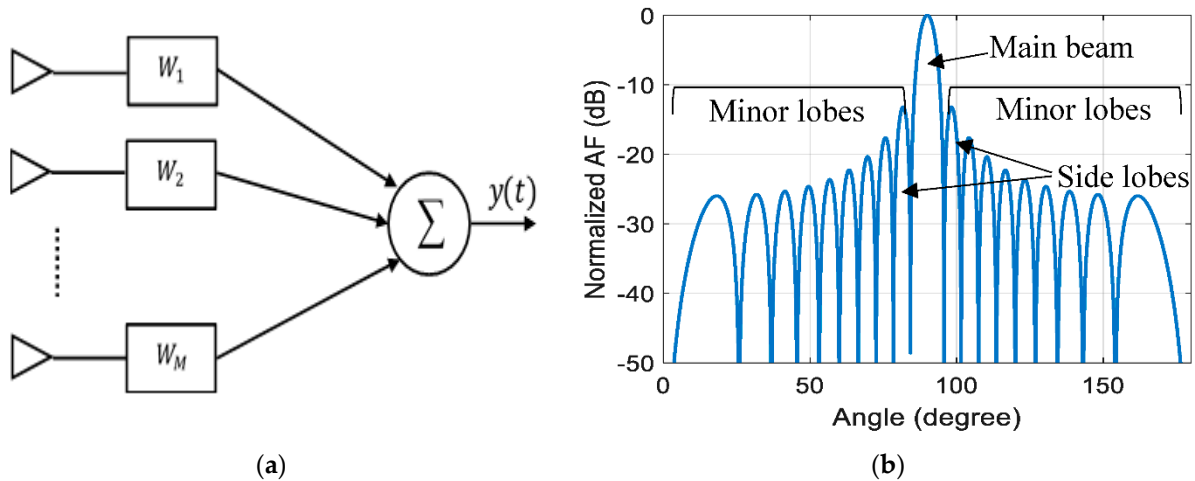 W₁
W₂
W_M
∑
y(t)
(a)
Normalized AF (dB)
0
-10
-20
-30
-40
-50
Main beam
Minor lobes
Minor lobes
Side lobes
0
50
100
150
Angle (degree)
(b)